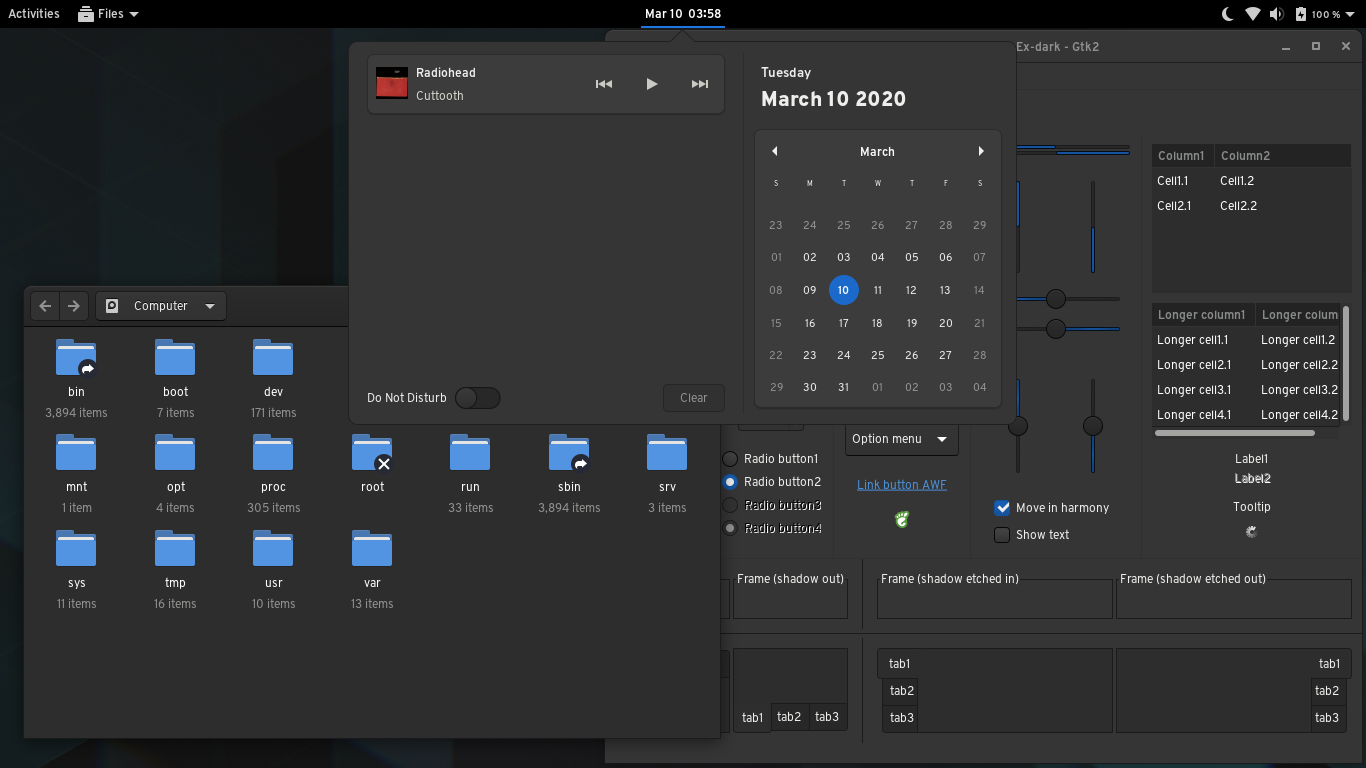 Activities Files Mar 10 03:58 100 %
Ex-dark - Gtk2
Radiohead
Cuttooth
Tuesday
March 10 2020
March
S M T W T F S
23 24 25 26 27 28 29
01 02 03 04 05 06 07
08 09 10 11 12 13 14
15 16 17 18 19 20 21
22 23 24 25 26 27 28
29 30 31 01 02 03 04
Do Not Disturb Clear
Computer
bin boot dev
3,894 items 7 items 171 items
mnt opt proc root run sbin srv
1 item 4 items 305 items 33 items 3,894 items 3 items
sys tmp usr var
11 items 16 items 10 items 13 items
Column1 Column2
Cell1.1 Cell1.2
Cell2.1 Cell2.2
Longer column1 Longer colum
Longer cell1.1 Longer cell1.2
Longer cell2.1 Longer cell2.2
Longer cell3.1 Longer cell3.2
Longer cell4.1 Longer cell4.2
Option menu
Radio button1
Radio button2
Radio button3
Radio button4
Link button AWF
Move in harmony
Show text
Label1
Label2
Tooltip
Frame (shadow out) Frame (shadow etched in) Frame (shadow etched out)
tab1 tab2 tab3
tab1
tab2
tab3
tab1
tab2
tab3